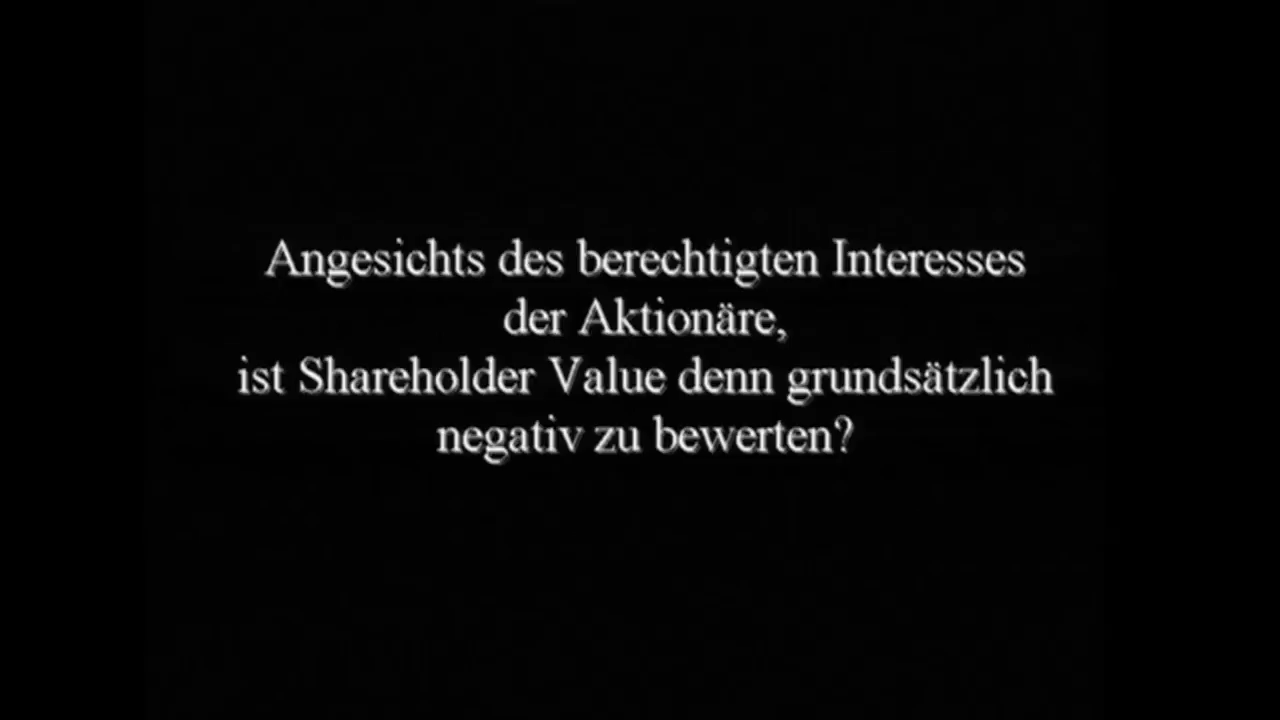 Angesichts des berechtigten Interesses
der Aktionäre,
ist Shareholder Value denn grundsätzlich
negativ zu bewerten?